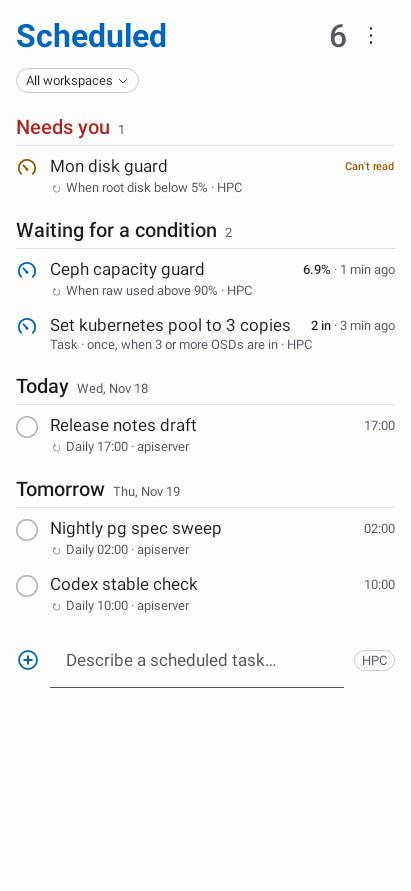 Scheduled 6
All workspaces
Needs you 1
Mon disk guard Can't read
When root disk below 5% · HPC
Waiting for a condition 2
Ceph capacity guard 6.9% · 1 min ago
When raw used above 90% · HPC
Set kubernetes pool to 3 copies 2 in · 3 min ago
Task · once, when 3 or more OSDs are in · HPC
Today Wed, Nov 18
Release notes draft 17:00
Daily 17:00 · apiserver
Tomorrow Thu, Nov 19
Nightly pg spec sweep 02:00
Daily 02:00 · apiserver
Codex stable check 10:00
Daily 10:00 · apiserver
Describe a scheduled task… HPC